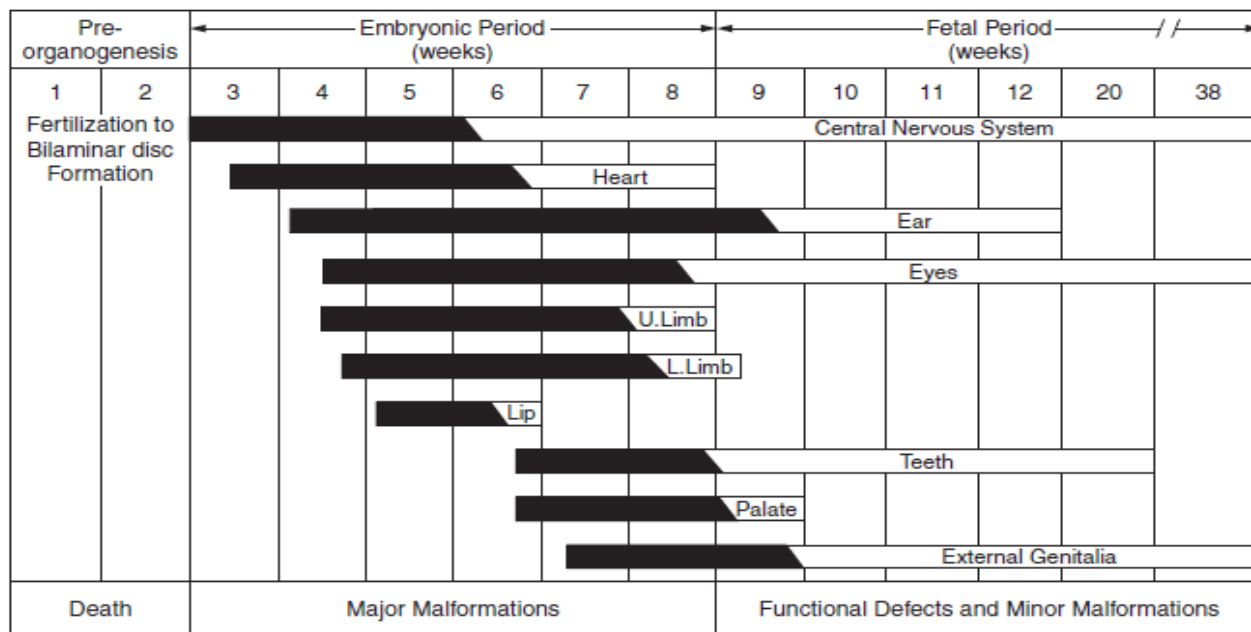 Pre-
organogenesis
Embryonic Period
(weeks)
Fetal Period
(weeks)
1 2 3 4 5 6 7 8 9 10 11 12 20 38
Fertilization to
Bilaminar disc
Formation
Central Nervous System
Heart
Ear
Eyes
U.Limb
L.Limb
Lip
Teeth
Palate
External Genitalia
Death
Major Malformations
Functional Defects and Minor Malformations